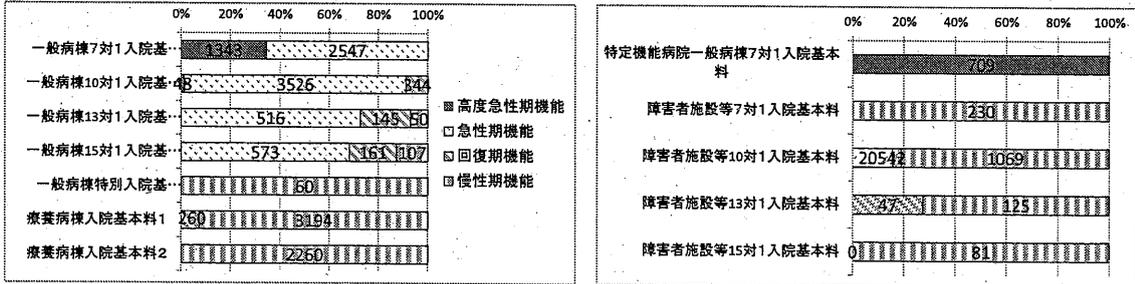 0% 20% 40% 60% 80% 100%
一般病棟7対1入院基…
1343 2547
一般病棟10対1入院基…
48 3526 344
一般病棟13対1入院基…
516 145 50
一般病棟15対1入院基…
573 161 107
一般病棟特別入院基…
60
療養病棟入院基本料1
260 3194
療養病棟入院基本料2
2260
高度急性期機能
急性期機能
回復期機能
慢性期機能
0% 20% 40% 60% 80% 100%
特定機能病院一般病棟7対1入院基本
料
709
障害者施設等7対1入院基本料
230
障害者施設等10対1入院基本料
20542 1069
障害者施設等13対1入院基本料
47 125
障害者施設等15対1入院基本料
0 81